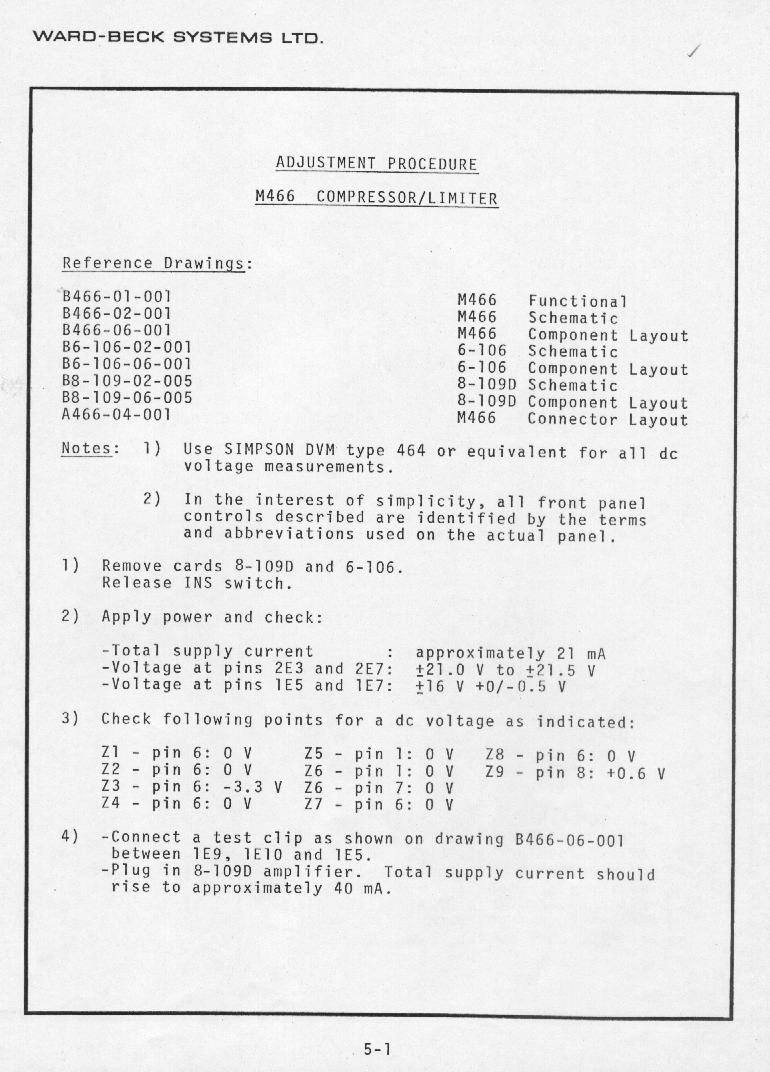 WARD-BECK SYSTEMS LTD.
ADJUSTMENT PROCEDURE
M466 COMPRESSOR/LIMITER
Reference Drawings:
B466-01-001 M466 Functional
B466-02-001 M466 Schematic
B466-06-001 M466 Component Layout
B6-106-02-001 6-106 Schematic
B6-106-06-001 6-106 Component Layout
B8-109-02-005 8-109D Schematic
B8-109-06-005 8-109D Component Layout
A466-04-001 M466 Connector Layout
Notes: 1) Use SIMPSON DVM type 464 or equivalent for all dc
voltage measurements.
2) In the interest of simplicity, all front panel
controls described are identified by the terms
and abbreviations used on the actual panel.
1) Remove cards 8-109D and 6-106.
Release INS switch.
2) Apply power and check:
-Total supply current : approximately 21 mA
-Voltage at pins 2E3 and 2E7: ±21.0 V to ±21.5 V
-Voltage at pins 1E5 and 1E7: ±16 V +0/-0.5 V
3) Check following points for a dc voltage as indicated:
Z1 - pin 6: 0 V Z5 - pin 1: 0 V Z8 - pin 6: 0 V
Z2 - pin 6: 0 V Z6 - pin 1: 0 V Z9 - pin 8: +0.6 V
Z3 - pin 6: -3.3 V Z6 - pin 7: 0 V
Z4 - pin 6: 0 V Z7 - pin 6: 0 V
4) -Connect a test clip as shown on drawing B466-06-001
between 1E9, 1E10 and 1E5.
-Plug in 8-109D amplifier. Total supply current should
rise to approximately 40 mA.
5-1